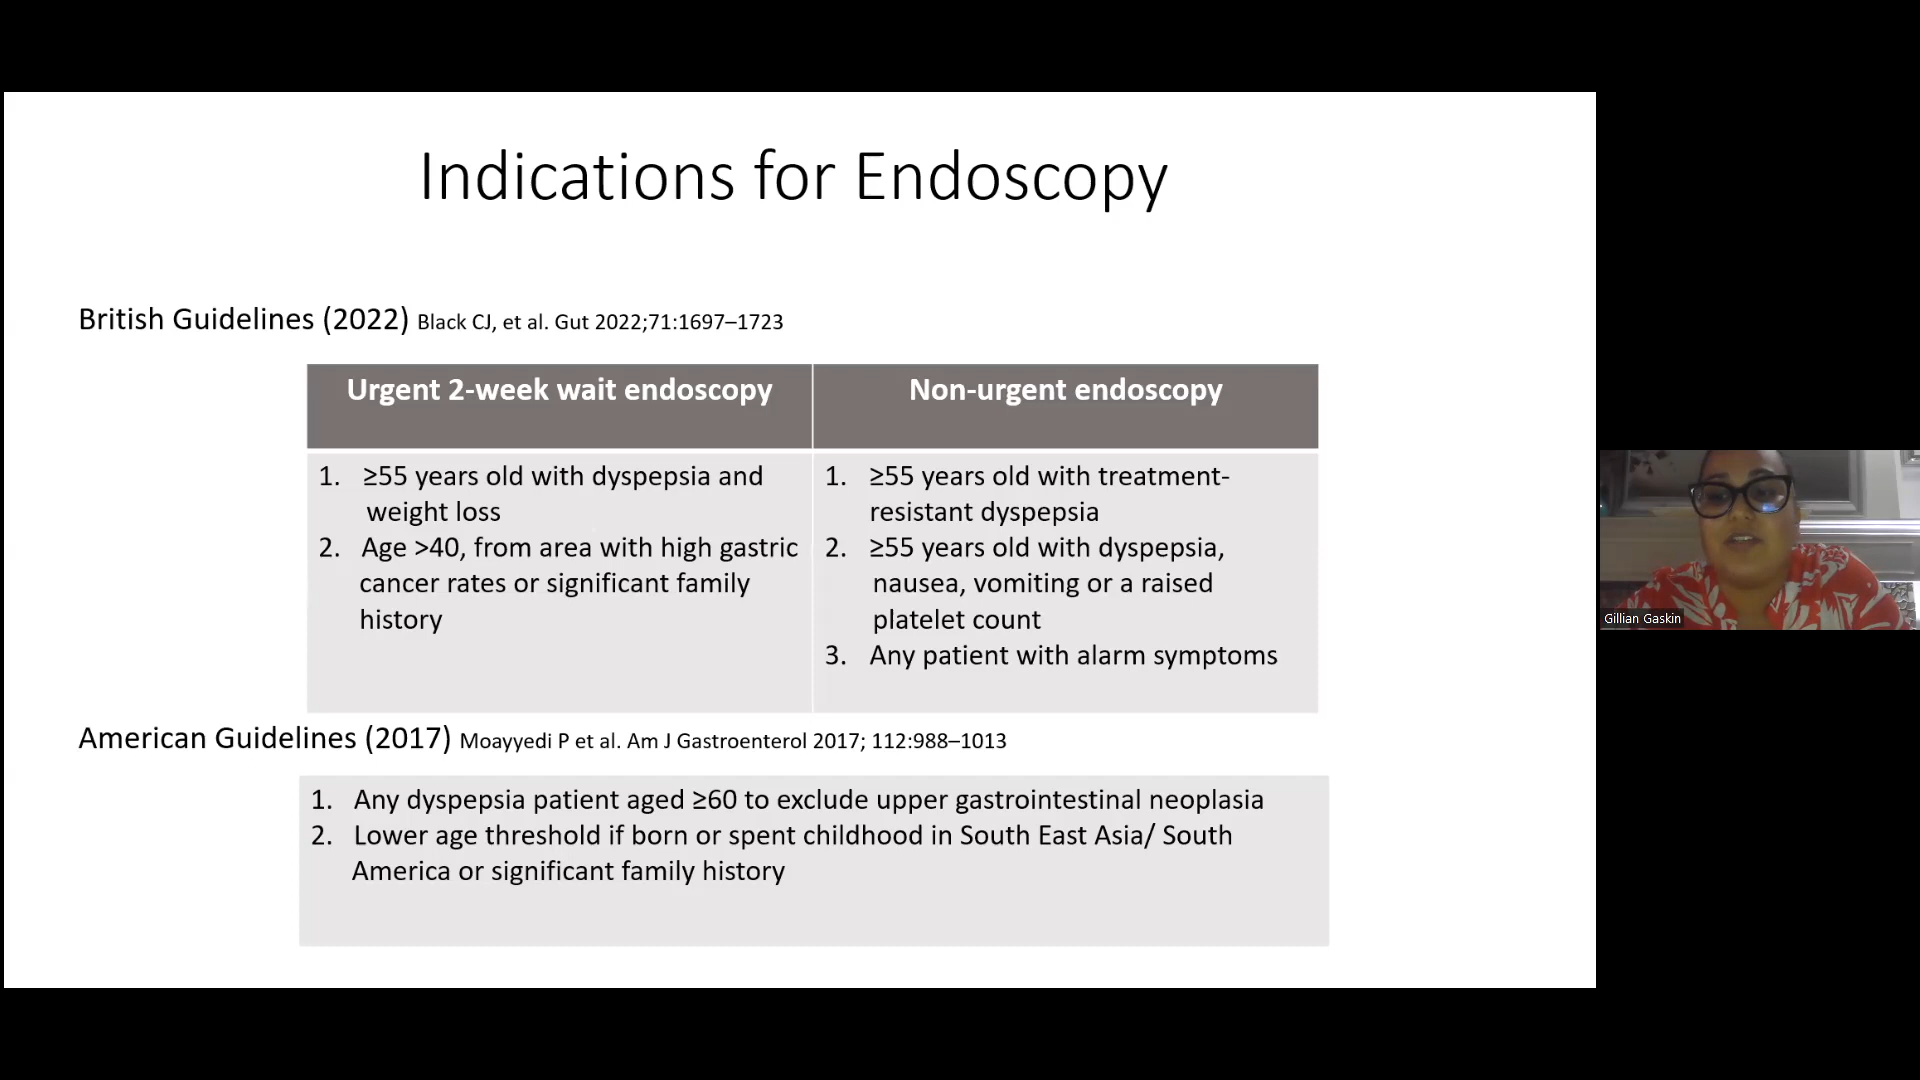 Indications for Endoscopy
British Guidelines (2022) Black CJ, et al. Gut 2022;71:1697–1723
Urgent 2-week wait endoscopy
Non-urgent endoscopy
1. ≥55 years old with dyspepsia and
weight loss
2. Age >40, from area with high gastric
cancer rates or significant family
history
1. ≥55 years old with treatment-
resistant dyspepsia
2. ≥55 years old with dyspepsia,
nausea, vomiting or a raised
platelet count
3. Any patient with alarm symptoms
American Guidelines (2017) Moayyedi P et al. Am J Gastroenterol 2017; 112:988–1013
1. Any dyspepsia patient aged ≥60 to exclude upper gastrointestinal neoplasia
2. Lower age threshold if born or spent childhood in South East Asia/ South
America or significant family history
Gillian Gaskin